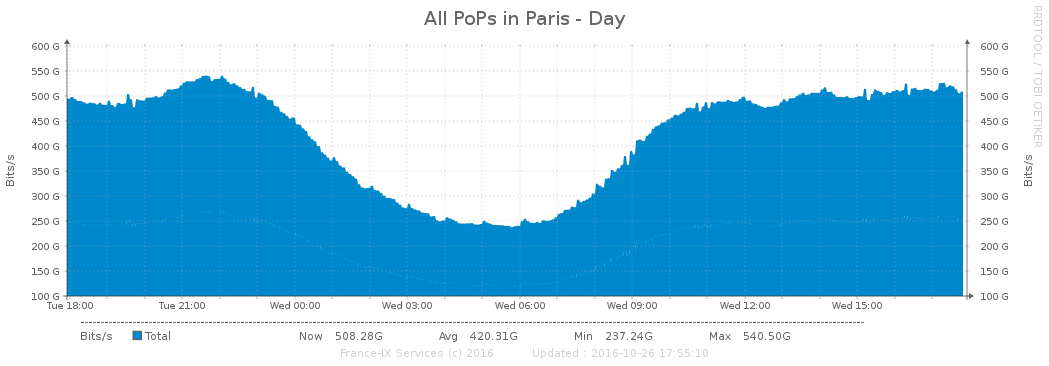 All PoPs in Paris - Day
RRDTOOL / TOBI OETIKER
Bits/s
600 G 600 G
550 G 550 G
500 G 500 G
450 G 450 G
400 G 400 G
350 G 350 G
300 G 300 G
250 G 250 G
200 G 200 G
150 G 150 G
100 G 100 G
Bits/s
Tue 18:00 Tue 21:00 Wed 00:00 Wed 03:00 Wed 06:00 Wed 09:00 Wed 12:00 Wed 15:00
Bits/s Total Now 508.28G Avg 420.31G Min 237.24G Max 540.50G
France-IX Services (c) 2016 Updated : 2016-10-26 17:55:10